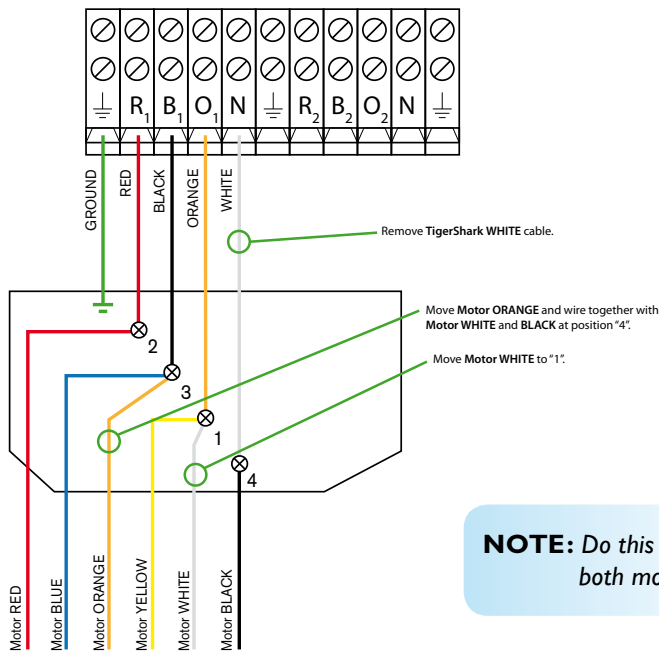 R1 B1 O1 N R2 B2 O2 N
GROUND
RED
BLACK
ORANGE
WHITE
Remove TigerShark WHITE cable.
Move Motor ORANGE and wire together with
Motor WHITE and BLACK at position “4”.
Move Motor WHITE to “1”.
2
3
1
4
NOTE: Do this
both mo
Motor RED
Motor BLUE
Motor ORANGE
Motor YELLOW
Motor WHITE
Motor BLACK